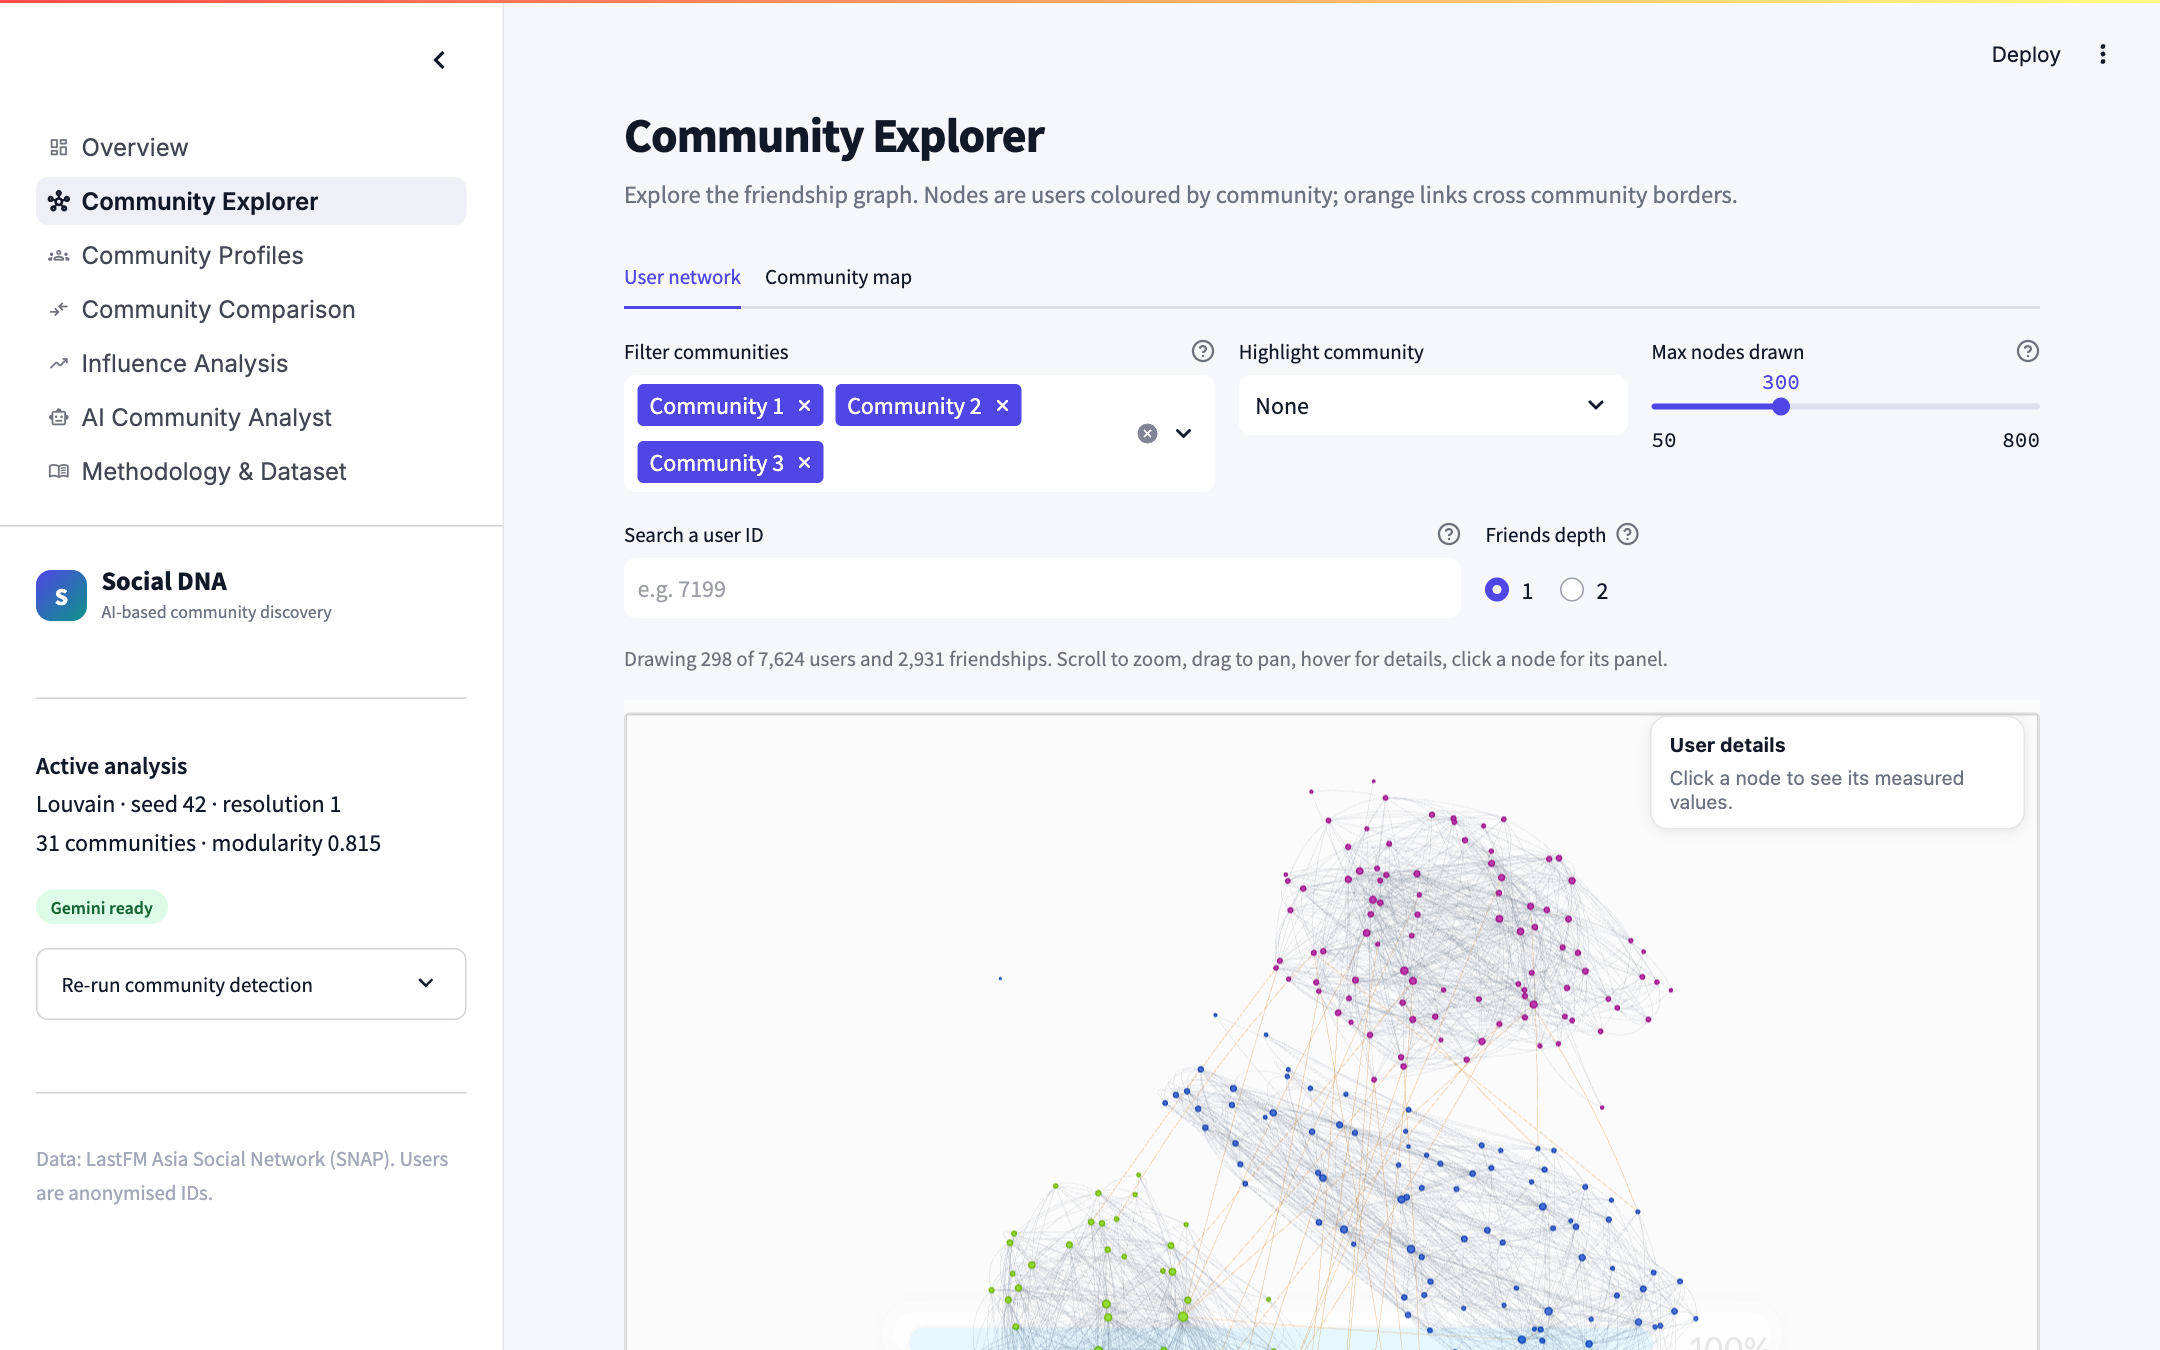 Deploy
Overview
Community Explorer
Community Profiles
Community Comparison
Influence Analysis
AI Community Analyst
Methodology & Dataset
S
Social DNA
AI-based community discovery
Active analysis
Louvain · seed 42 · resolution 1
31 communities · modularity 0.815
Gemini ready
Re-run community detection
Data: LastFM Asia Social Network (SNAP). Users
are anonymised IDs.
Community Explorer
Explore the friendship graph. Nodes are users coloured by community; orange links cross community borders.
User network
Community map
Filter communities
Community 1
Community 2
Community 3
Highlight community
None
Max nodes drawn
300
50
800
Search a user ID
e.g. 7199
Friends depth
1
2
Drawing 298 of 7,624 users and 2,931 friendships. Scroll to zoom, drag to pan, hover for details, click a node for its panel.
User details
Click a node to see its measured
values.
100%